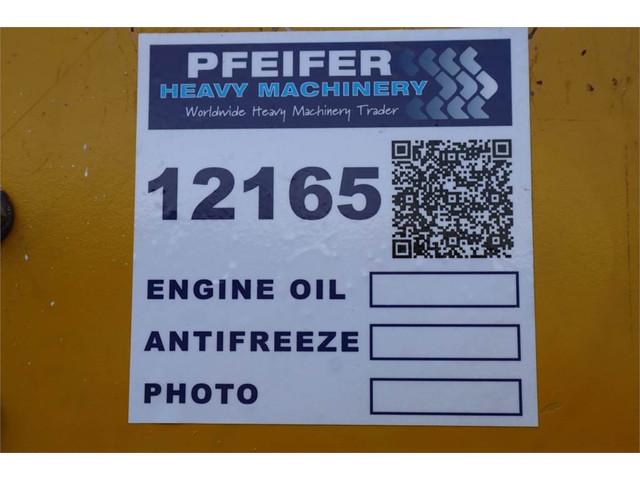 PFEIFER
HEAVY MACHINERY
Worldwide Heavy Machinery Trader
12165
ENGINE OIL
ANTIFREEZE
PHOTO